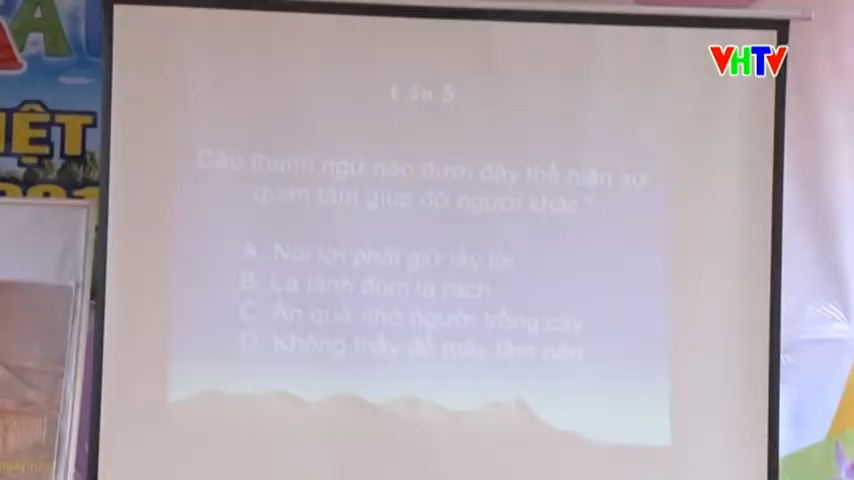 VHTV
Câu 5
Câu thành ngữ nào dưới đây thể hiện sự
quan tâm giúp đỡ người khác?
A. Nói lời phải giữ lấy lời
B. Lá lành đùm lá rách
C. Ăn quả nhớ người trồng cây
D. Không thầy đố mày làm nên
IỆT